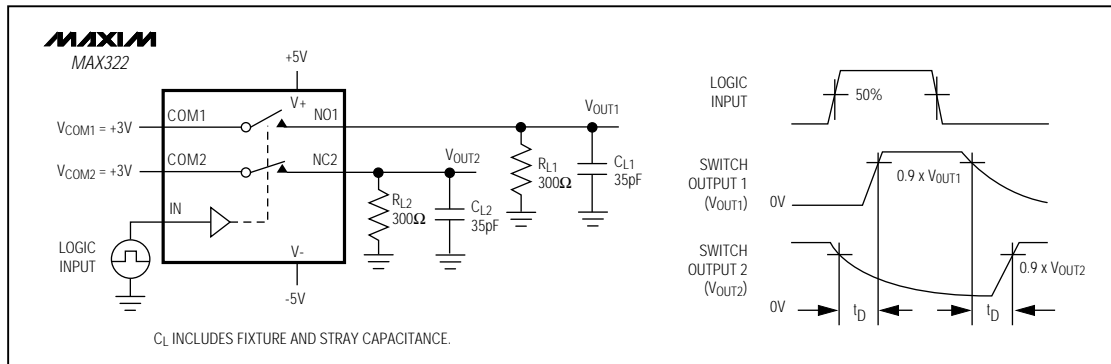 MAXIM
MAX322
+5V
V+
COM1
NO1
VCOM1 = +3V
VOUT1
COM2
NC2
VCOM2 = +3V
VOUT2
RL1
300Ω
CL1
35pF
RL2
300Ω
CL2
35pF
IN
LOGIC
INPUT
V-
-5V
CL INCLUDES FIXTURE AND STRAY CAPACITANCE.
LOGIC
INPUT
50%
SWITCH
OUTPUT 1
(VOUT1)
0.9 x VOUT1
0V
SWITCH
OUTPUT 2
(VOUT2)
0.9 x VOUT2
0V
tD
tD